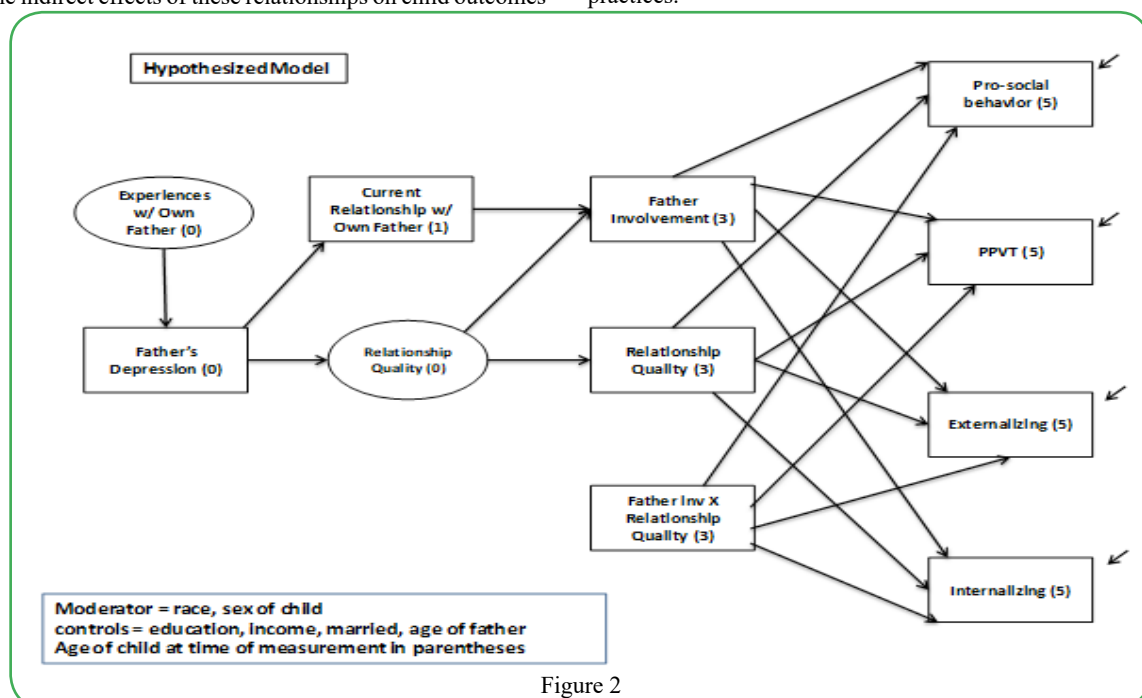 ne indirect effects of these relationships on child outcomes
practices.
Hypothesized Model
Experiences
w/ Own
Father (0)
Current
Relationship w/
Own Father (1)
Father's
Depression (0)
Relationship
Quality (0)
Father
Involvement (3)
Relationship
Quality (3)
Father Inv X
Relationship
Quality (3)
Pro-social
behavior (5)
PPVT (5)
Externalizing (5)
Internalizing (5)
Moderator = race, sex of child
controls = education, income, married, age of father
Age of child at time of measurement in parentheses
Figure 2